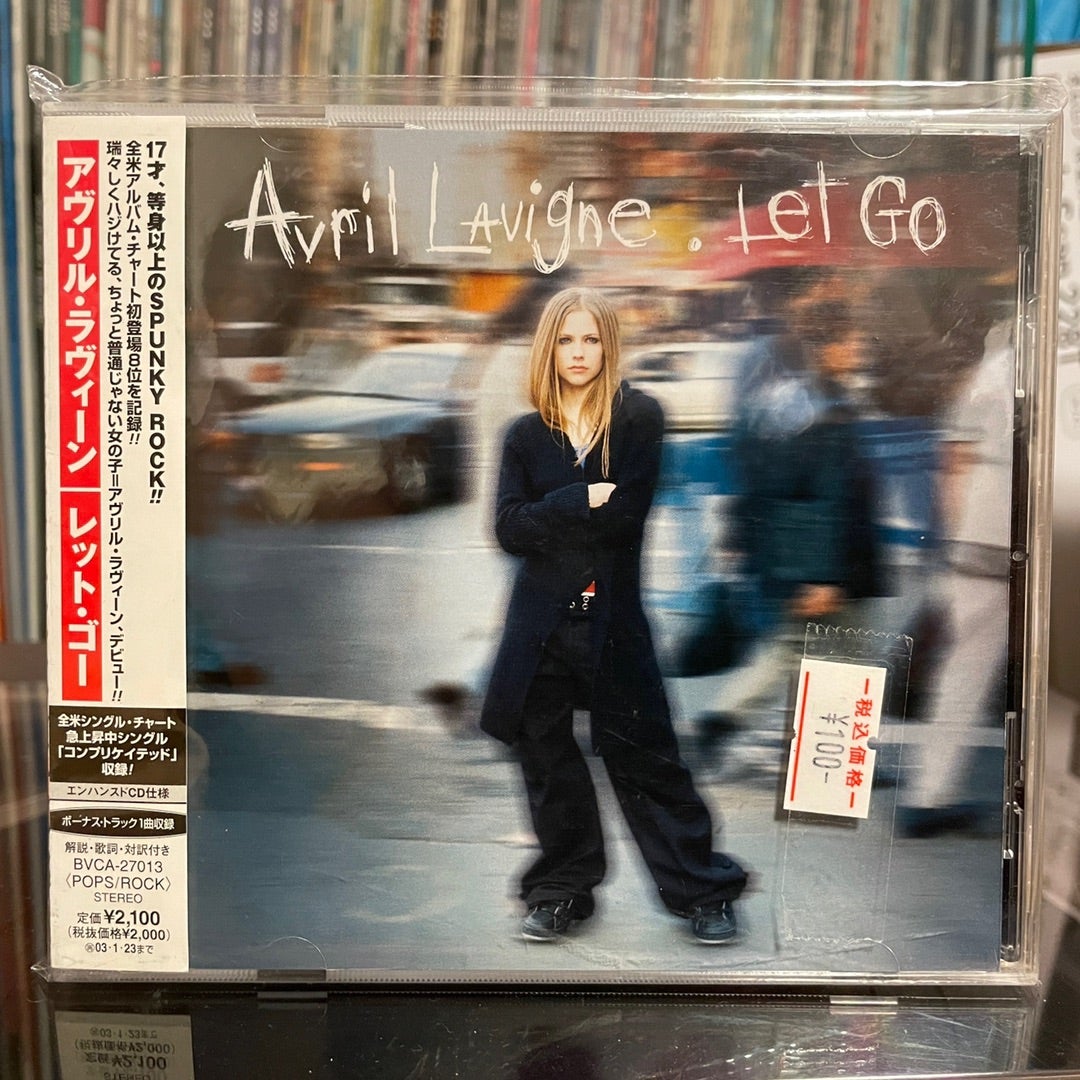 Avril Lavigne . Let Go
アヴリル・ラヴィーン
レット・ゴー
17才、等身以上のSPUNKY ROCK!!
全米アルバム・チャート初登場8位を記録!!
瑞々しくハジけてる、ちょっと普通じゃない女の子=アヴリル・ラヴィーン、デビュー!!
全米シングル・チャート
急上昇中シングル
「コンプリケイテッド」
収録!
エンハンスドCD仕様
ボーナス・トラック1曲収録
解説・歌詞・対訳付き
BVCA-27013
〈POPS/ROCK〉
STEREO
定価¥2,100
(税抜価格¥2,000)
㊐03・1・23まで
税込価格
¥100-